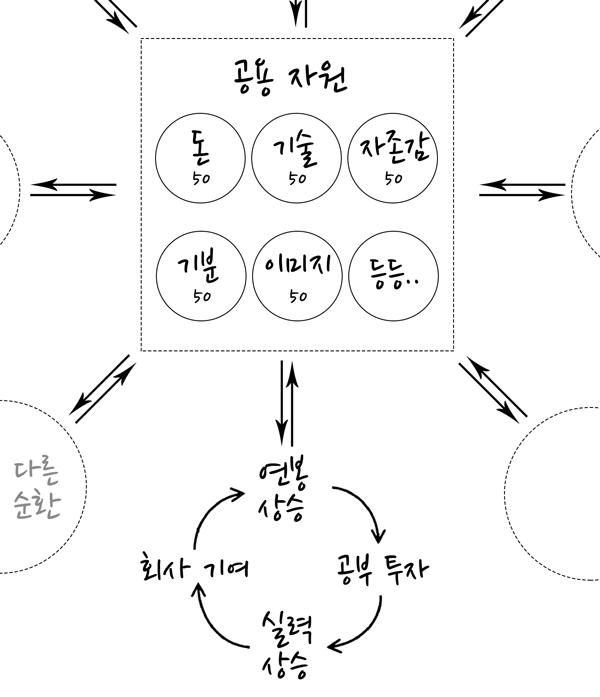 공용 자원
돈
50
기술
50
자존감
50
기분
50
이미지
50
등등..
다른
순환
연봉
상승
회사 기여
공부 투자
실력
상승